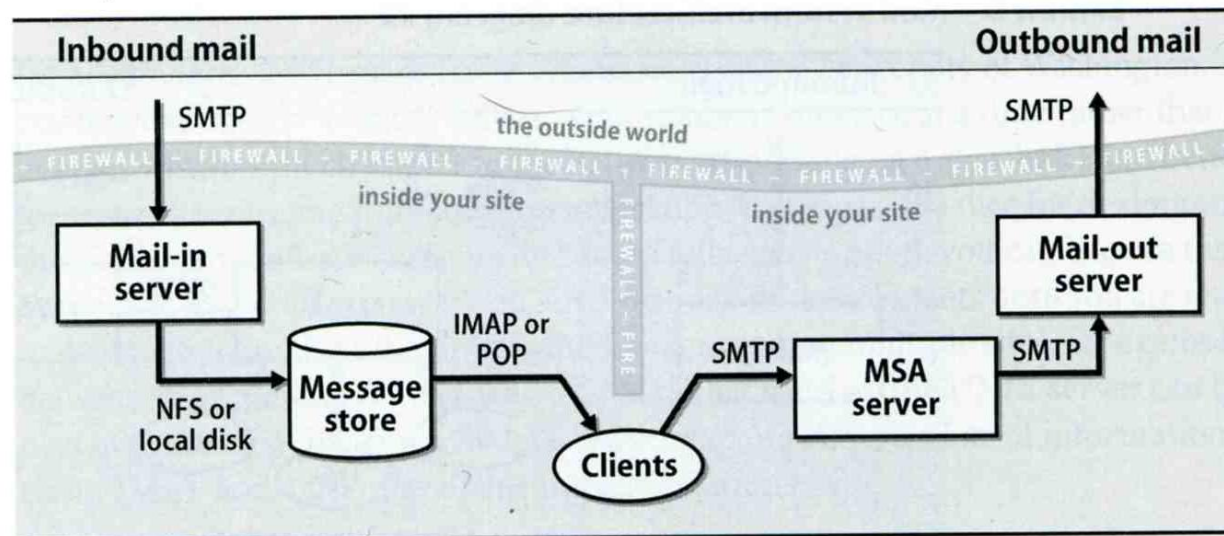 Inbound mail
Outbound mail
SMTP
SMTP
the outside world
- FIREWALL - FIREWALL - FIREWALL - FIREWALL + FIREWALL - FIREWALL - FIREWALL - FIREWALL
inside your site
inside your site
FIREWALL - FIRE
Mail-in
server
Mail-out
server
NFS or
local disk
Message
store
IMAP or
POP
Clients
SMTP
MSA
server
SMTP